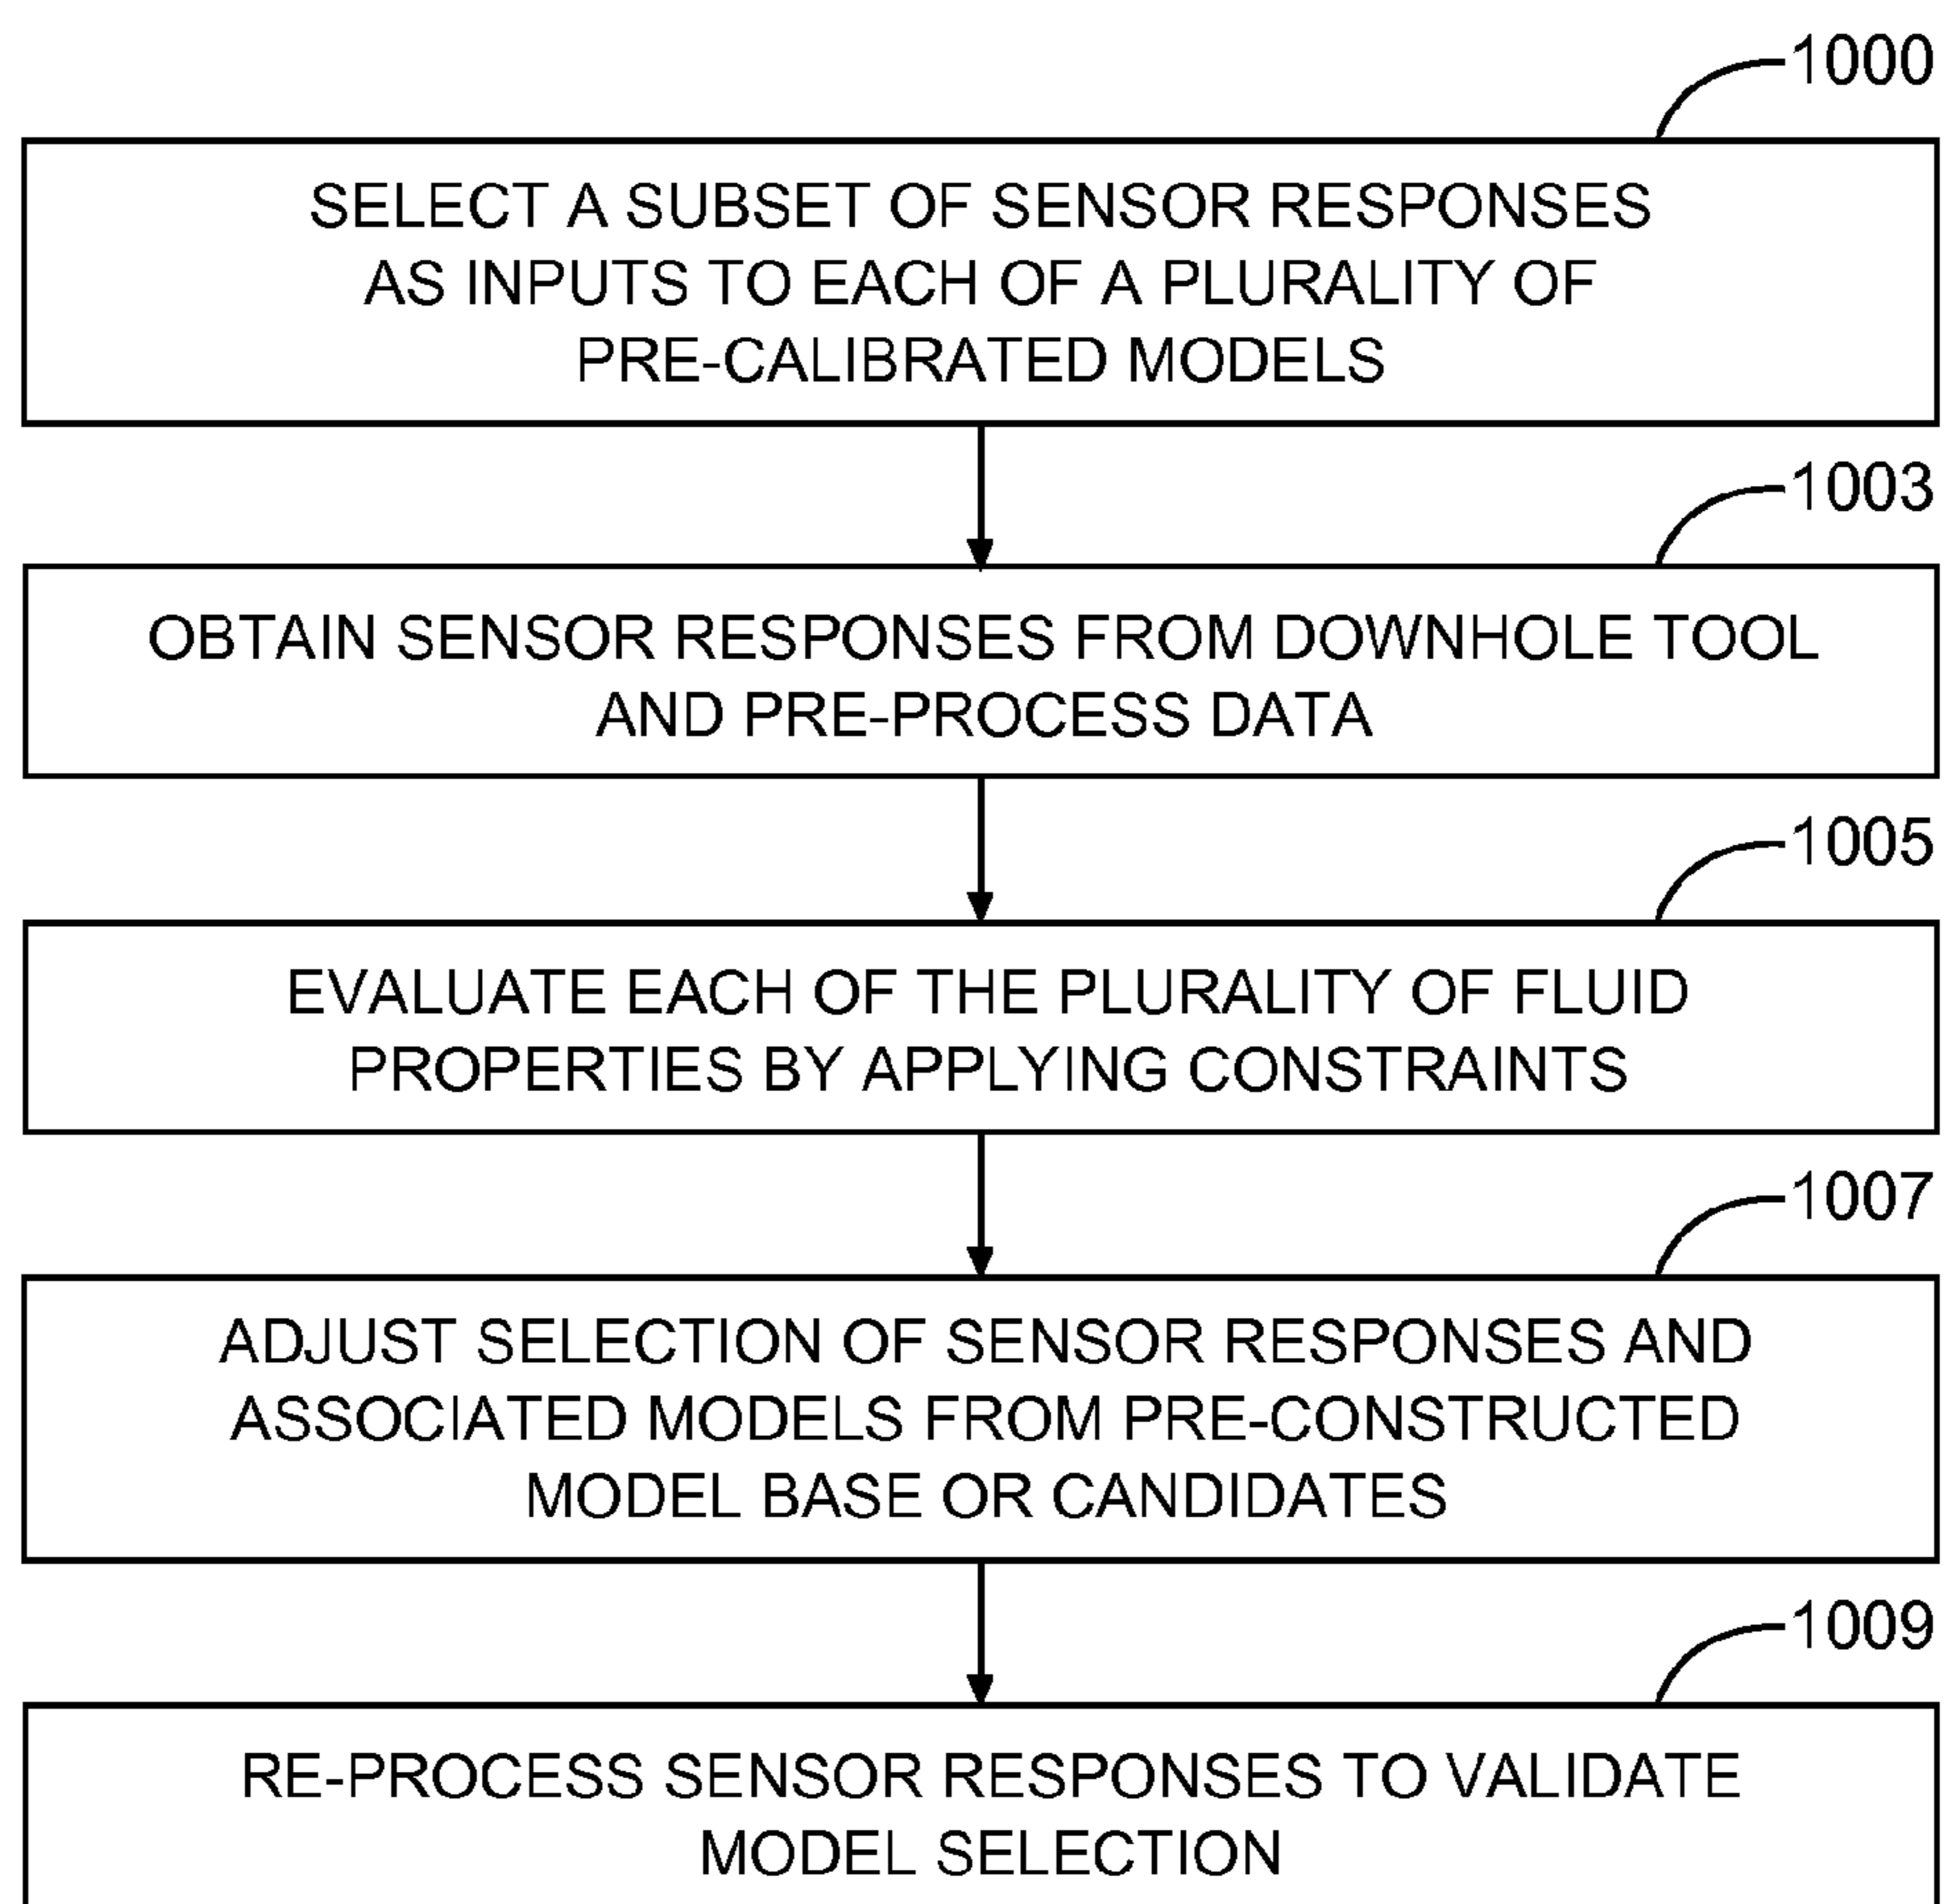 1000
SELECT A SUBSET OF SENSOR RESPONSES
AS INPUTS TO EACH OF A PLURALITY OF
PRE-CALIBRATED MODELS
1003
OBTAIN SENSOR RESPONSES FROM DOWNHOLE TOOL
AND PRE-PROCESS DATA
1005
EVALUATE EACH OF THE PLURALITY OF FLUID
PROPERTIES BY APPLYING CONSTRAINTS
1007
ADJUST SELECTION OF SENSOR RESPONSES AND
ASSOCIATED MODELS FROM PRE-CONSTRUCTED
MODEL BASE OR CANDIDATES
1009
RE-PROCESS SENSOR RESPONSES TO VALIDATE
MODEL SELECTION